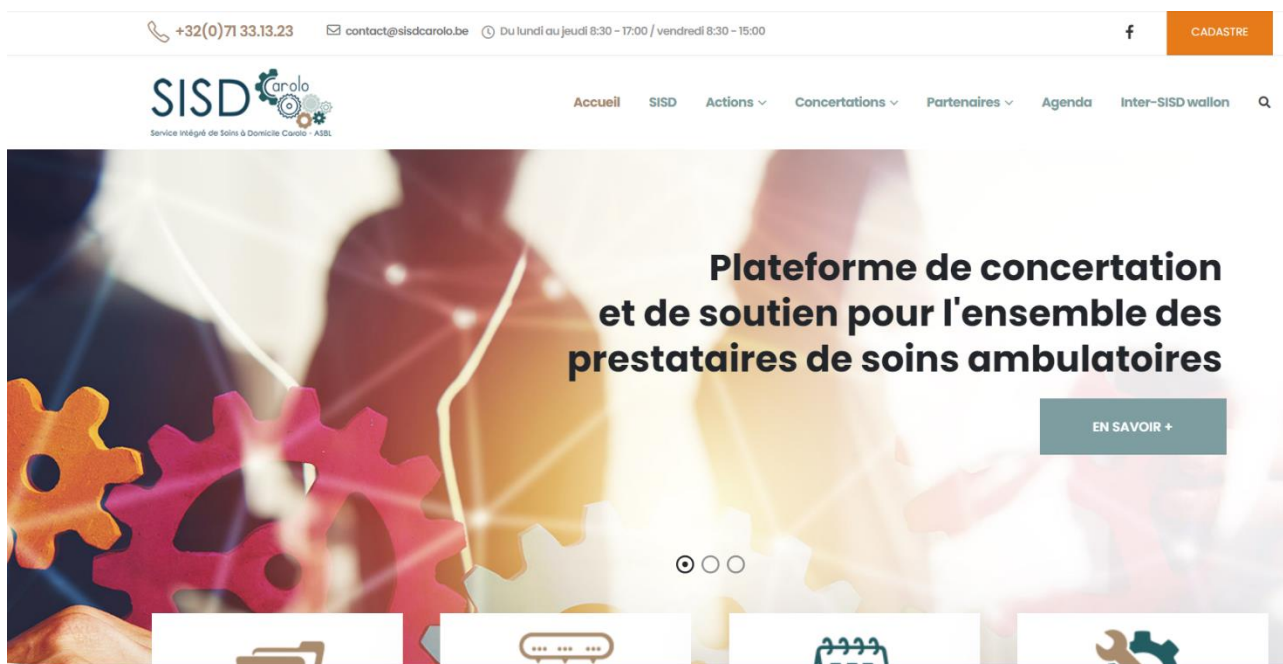 +32(0)71 33.13.23
contact@sisdcarolo.be
Du lundi au jeudi 8:30 - 17:00 / vendredi 8:30 - 15:00
f
CADASTRE
SISD Carolo
Service Intégré de Soins à Domicile Carolo - ASBL
Accueil
SISD
Actions
Concertations
Partenaires
Agenda
Inter-SISD wallon
Plateforme de concertation
et de soutien pour l'ensemble des
prestataires de soins ambulatoires
EN SAVOIR +